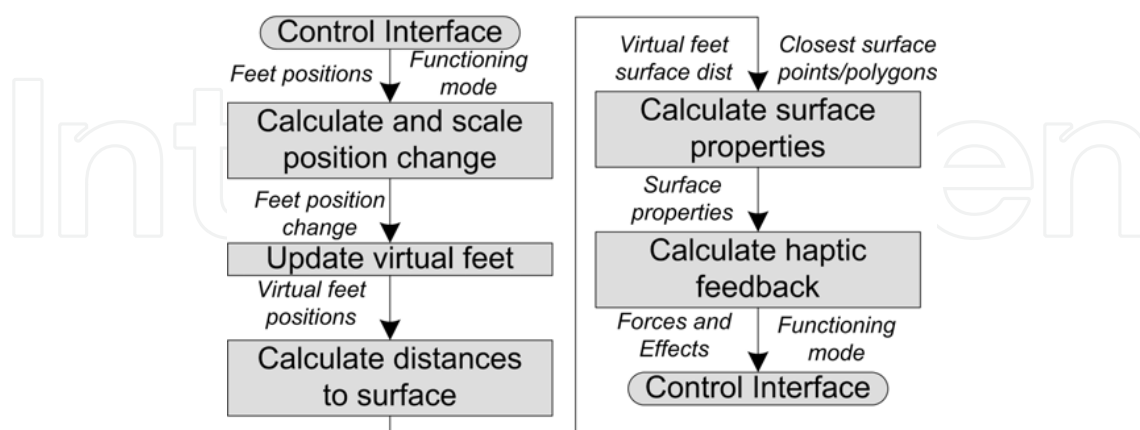 Control Interface
Feet positions
Functioning
mode
Calculate and scale
position change
Feet position
change
Update virtual feet
Virtual feet
positions
Calculate distances
to surface
Virtual feet
surface dist
Closest surface
points/polygons
Calculate surface
properties
Surface
properties
Calculate haptic
feedback
Forces and
Effects
Functioning
mode
Control Interface
Int
en